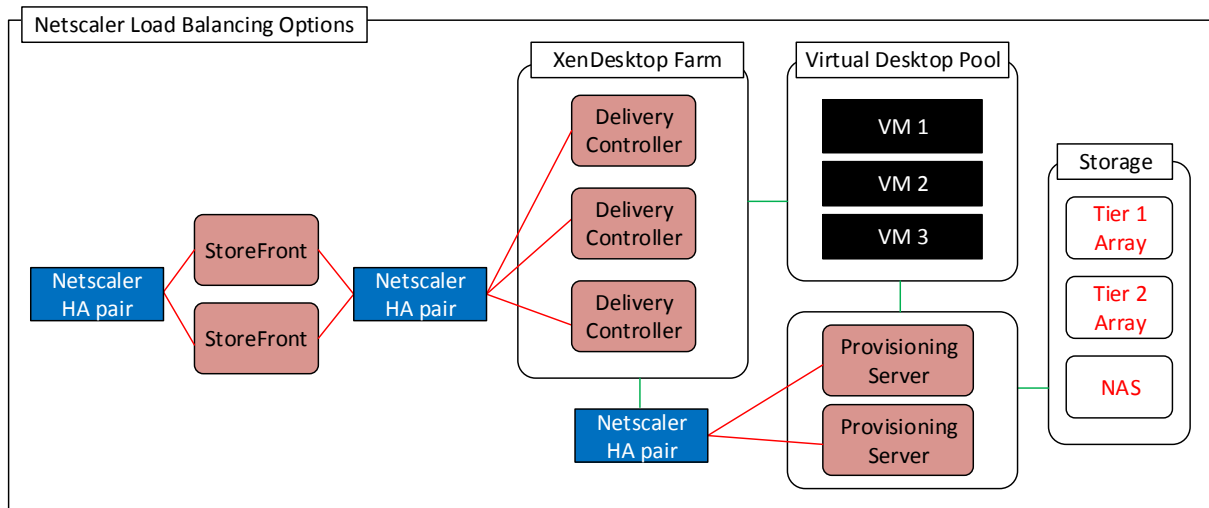 Netscaler Load Balancing Options
XenDesktop Farm
Virtual Desktop Pool
Delivery
Controller
Delivery
Controller
Delivery
Controller
VM 1
VM 2
VM 3
Storage
Tier 1
Array
Tier 2
Array
NAS
Netscaler
HA pair
StoreFront
StoreFront
Netscaler
HA pair
Netscaler
HA pair
Provisioning
Server
Provisioning
Server